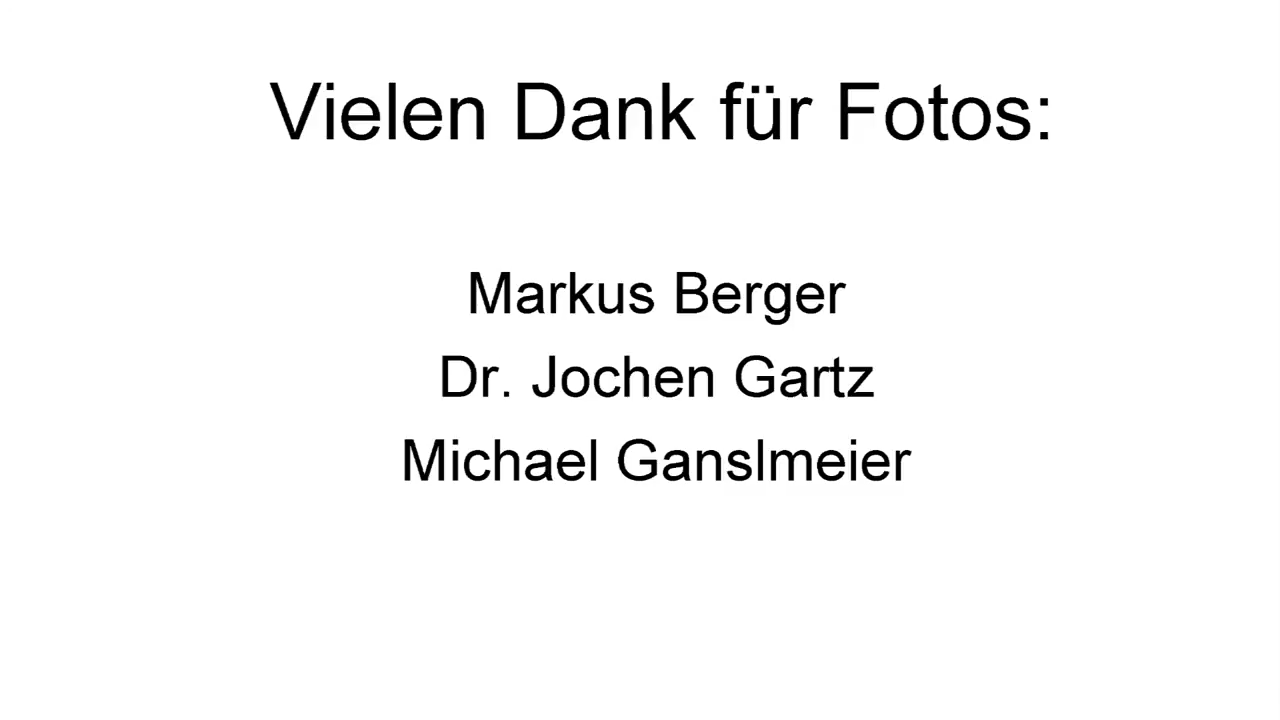 Vielen Dank für Fotos:
Markus Berger
Dr. Jochen Gartz
Michael Ganslmeier